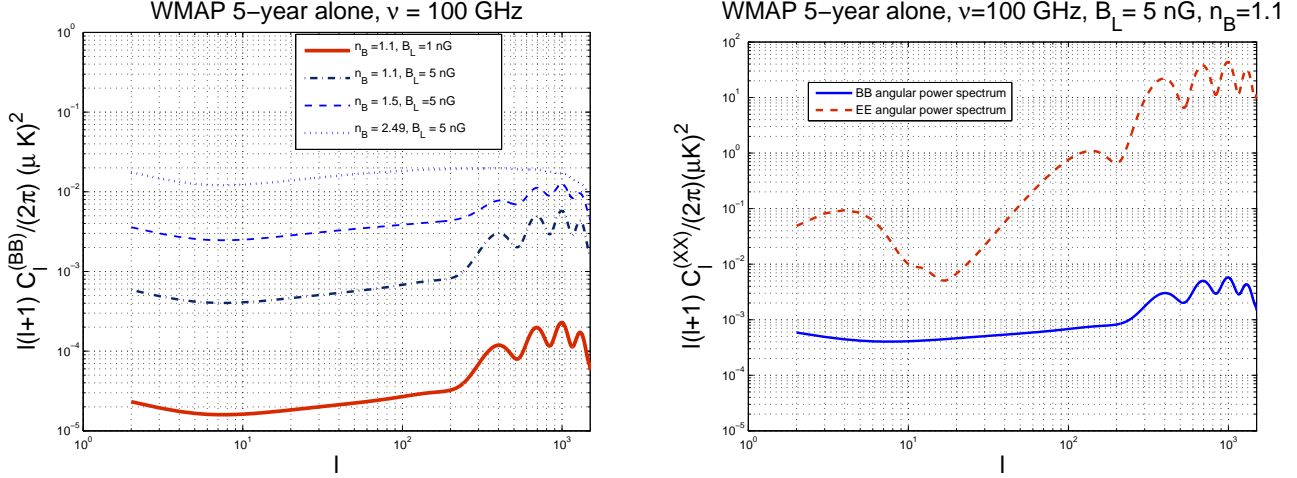 WMAP 5−year alone, ν = 100 GHz
n_B =1.1, B_L =1 nG
n_B = 1.1, B_L = 5 nG
n_B = 1.5, B_L =5 nG
n_B = 2.49, B_L = 5 nG
l(l+1) C_l^(BB)/(2π) (μ K)^2
10^0
10^−1
10^−2
10^−3
10^−4
10^−5
10^0 10^1 10^2 10^3
l
WMAP 5−year alone, ν=100 GHz, B_L= 5 nG, n_B=1.1
BB angular power spectrum
EE angular power spectrum
l(l+1) C_l^(XX)/(2π)(μK)^2
10^2
10^1
10^0
10^−1
10^−2
10^−3
10^−4
10^−5
10^0 10^1 10^2 10^3
l